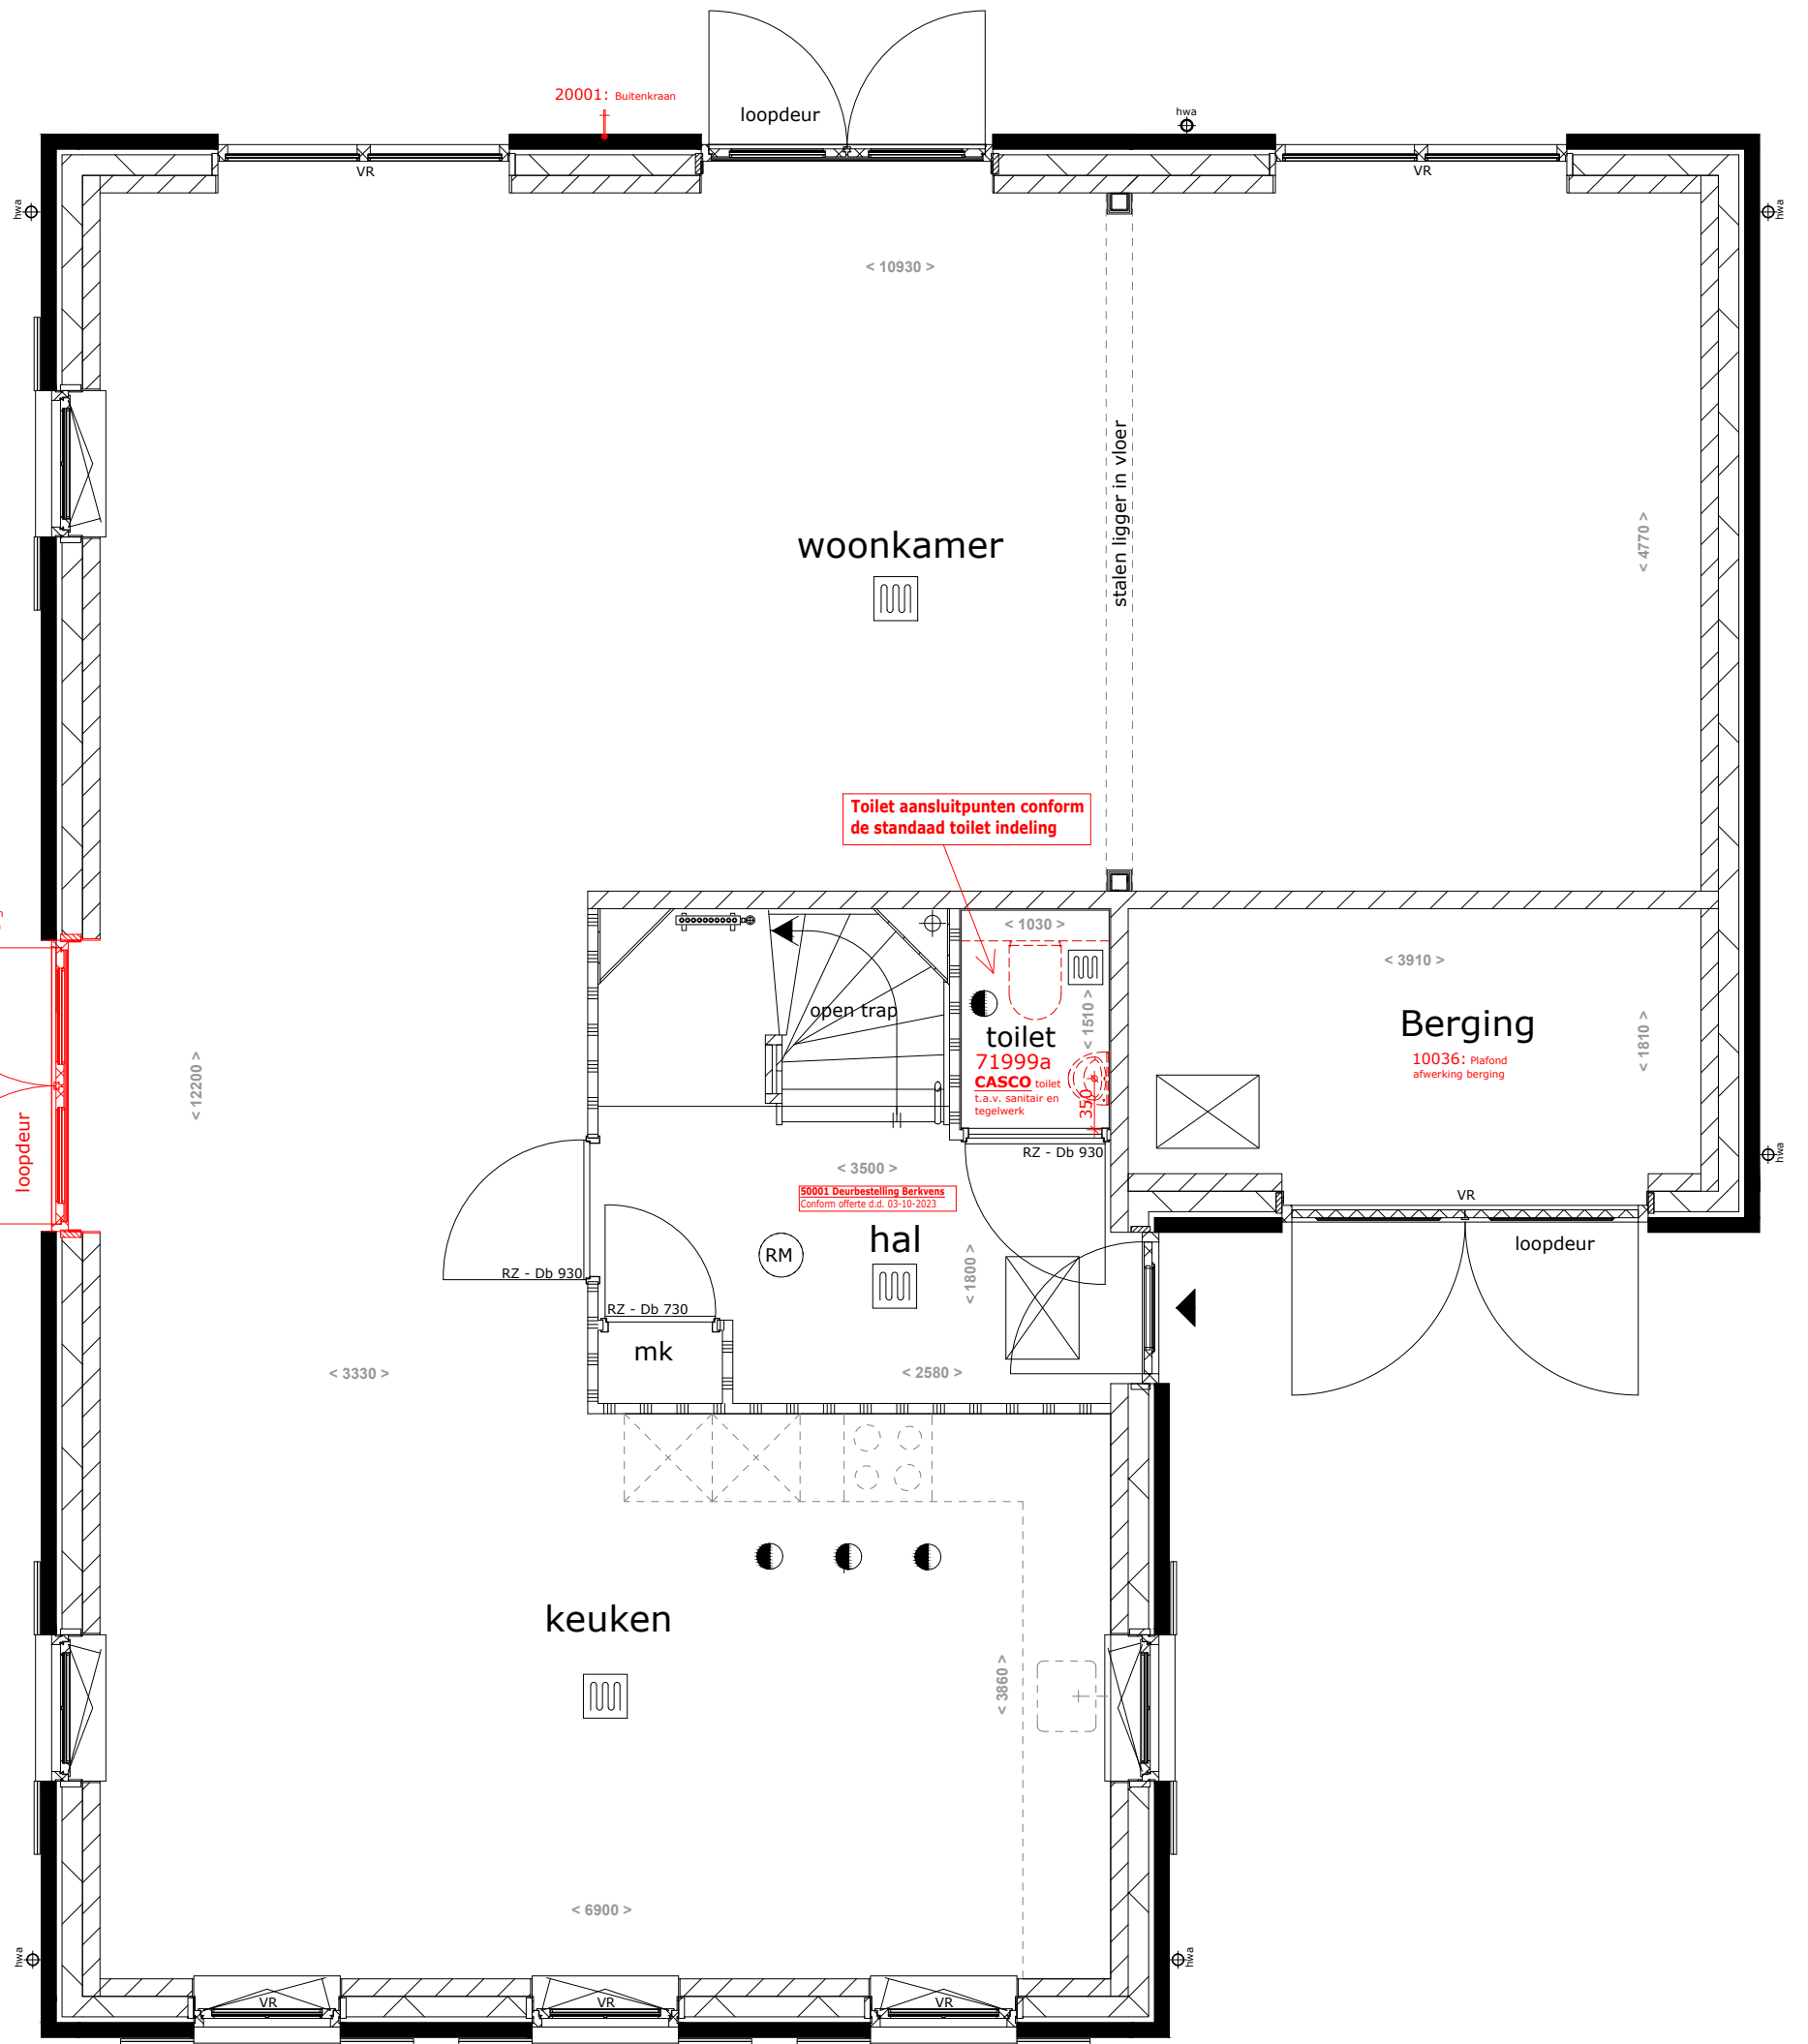 20001: Buitenkraan
loopdeur
hwa
VR
VR
hwa
hwa
< 10930 >
stalen ligger in vloer
< 4770 >
woonkamer
Toilet aansluitpunten conform
de standaad toilet indeling
< 1030 >
< 3910 >
open trap
< 1510 >
toilet
71999a
CASCO toilet
t.a.v. sanitair en
tegelwerk
350
Berging
10036: Plafond
afwerking berging
< 1810 >
< 12200 >
loopdeur
RZ - Db 930
hwa
< 3500 >
50001 Deurbestelling Berkvens
Conform offerte d.d. 03-10-2023
VR
loopdeur
hal
RM
< 1800 >
RZ - Db 930
RZ - Db 730
mk
< 3330 >
< 2580 >
keuken
< 3860 >
< 6900 >
hwa
hwa
VR
VR
VR